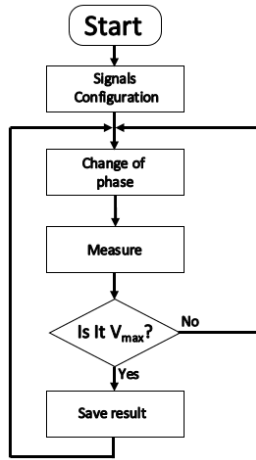 Start
Signals
Configuration
Change of
phase
Measure
Is It Vmax?
No
Yes
Save result